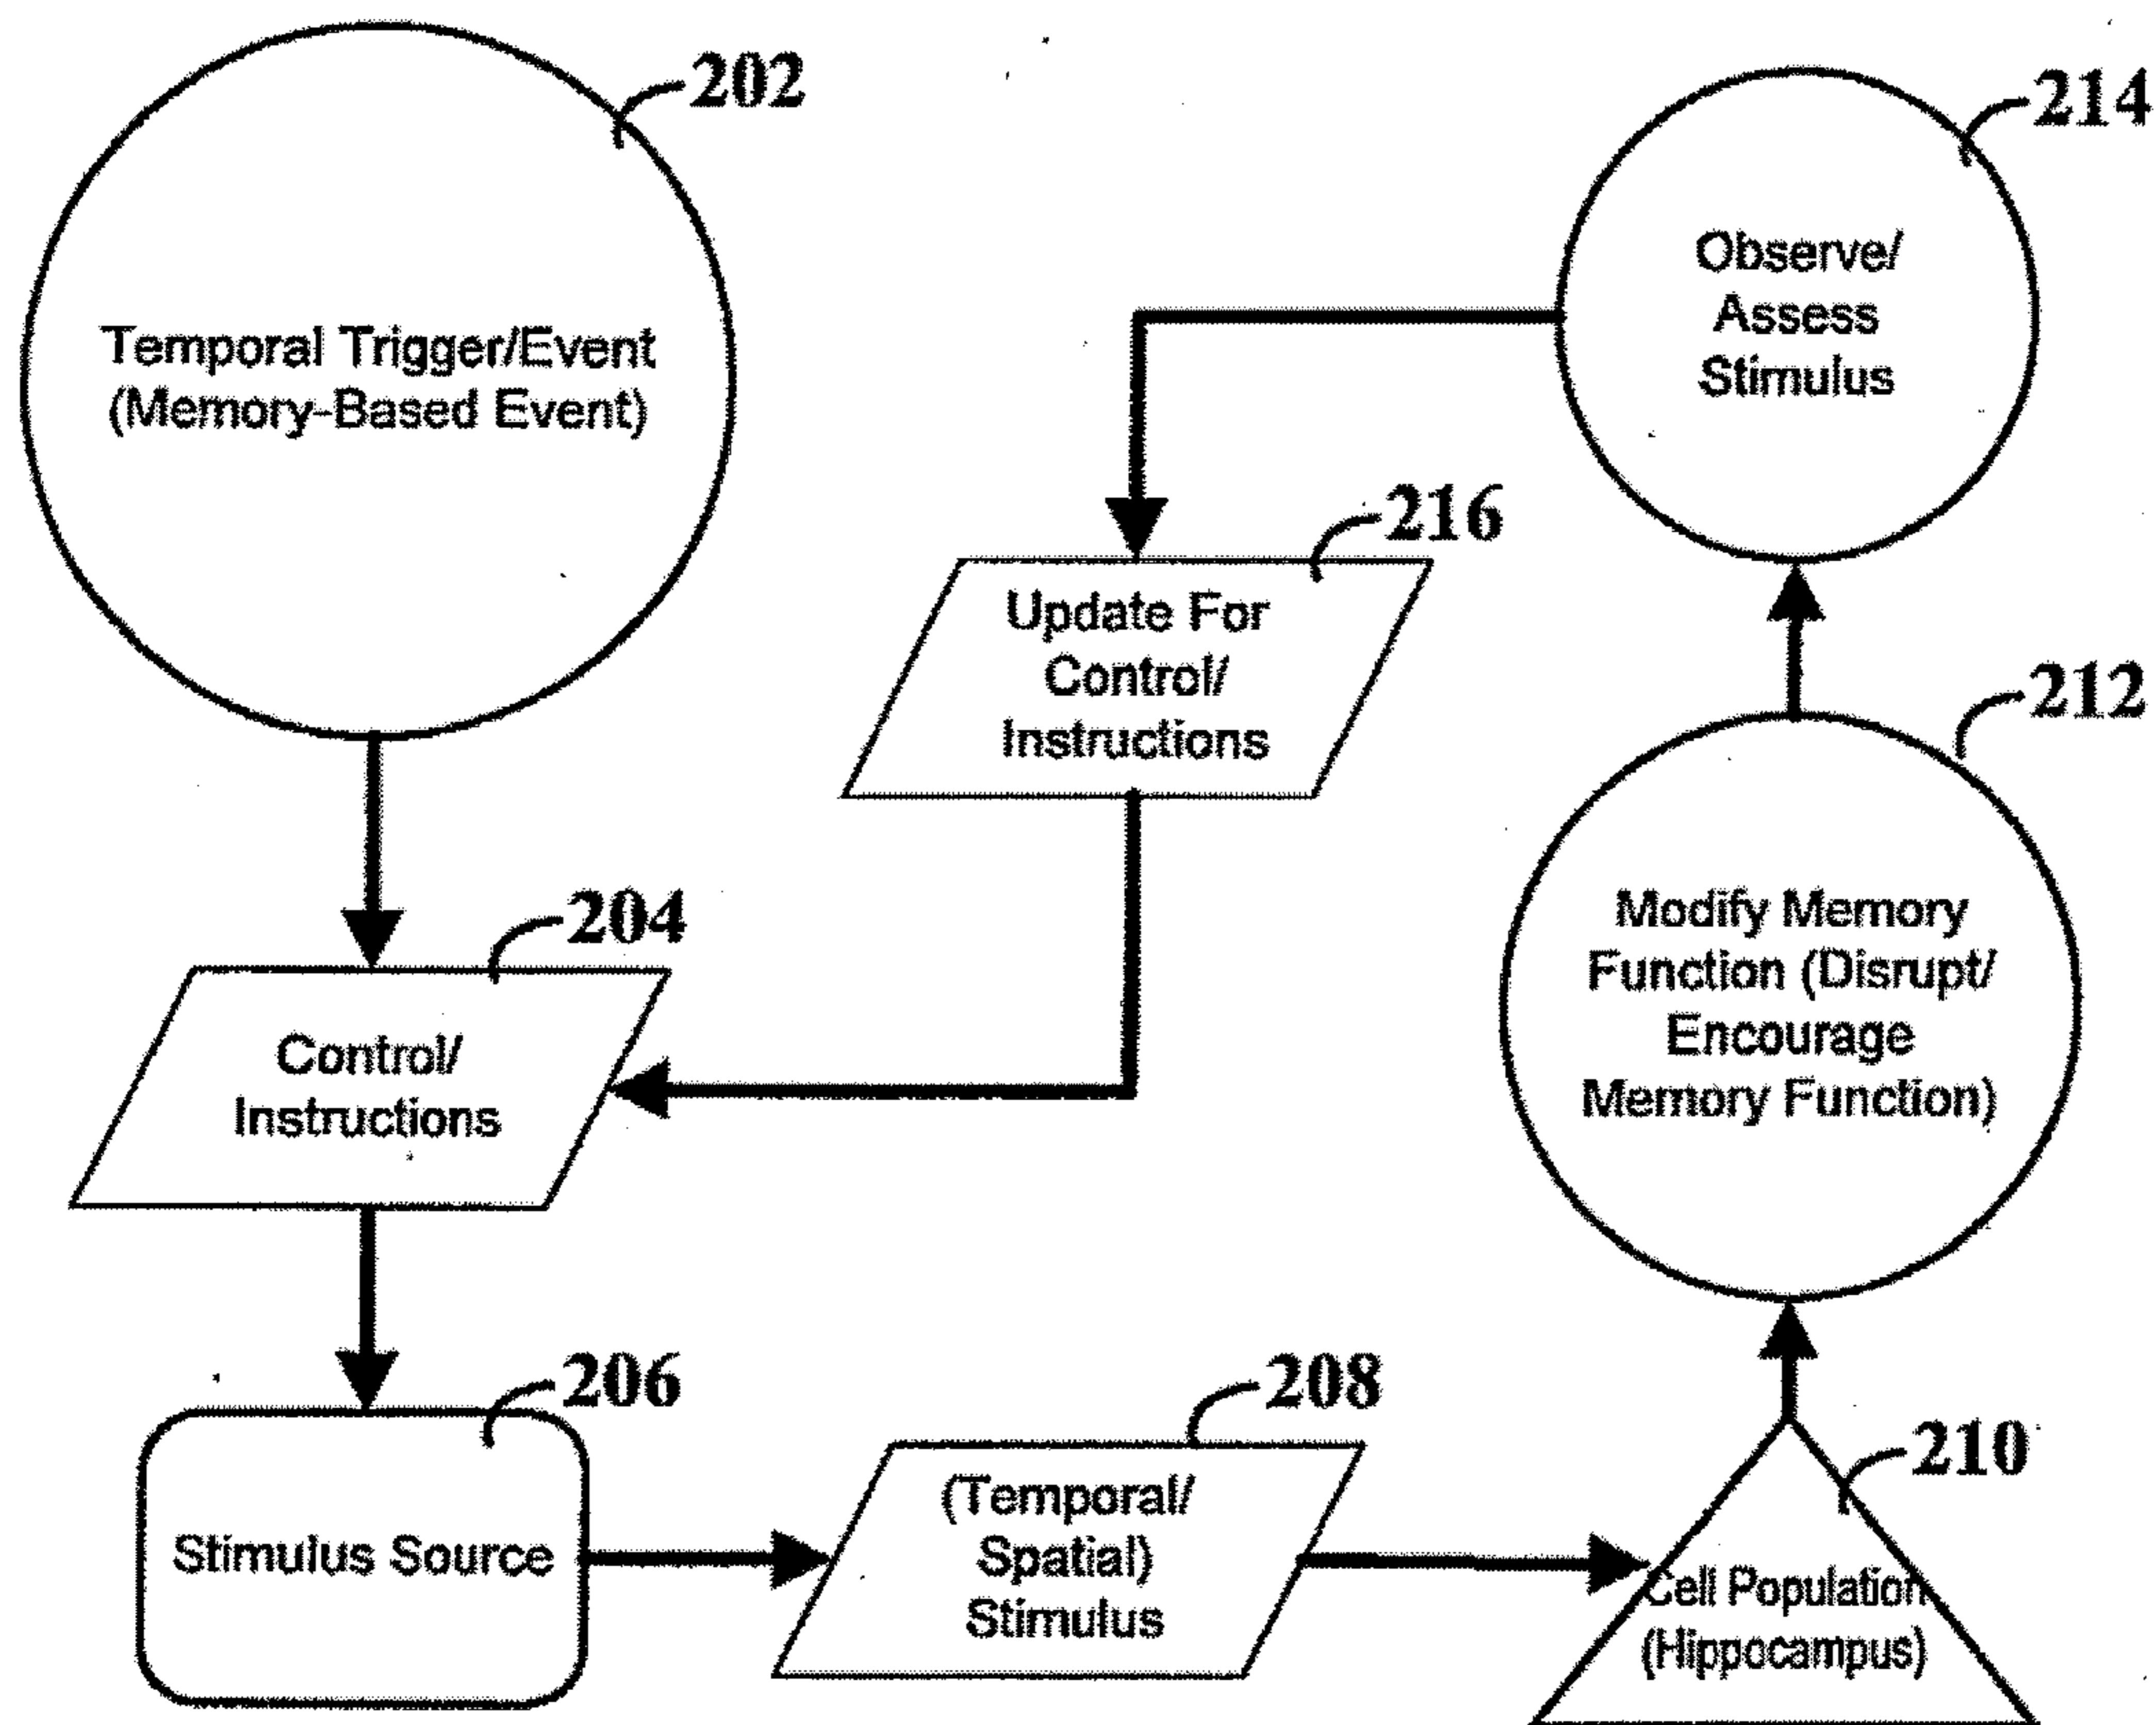 202
Temporal Trigger/Event
(Memory-Based Event)
214
Observe/
Assess
Stimulus
216
Update For
Control/
Instructions
212
Modify Memory
Function (Disrupt/
Encourage
Memory Function)
204
Control/
Instructions
206
Stimulus Source
208
(Temporal/
Spatial)
Stimulus
210
Cell Population
(Hippocampus)